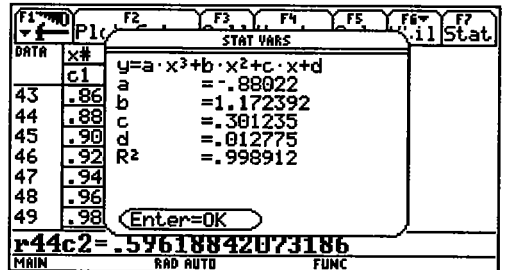 F1 F2 F3 F4 F5 F6 F7
Stat
STAT VARS
DATA x#
c1
y=a·x³+b·x²+c·x+d
a =-.88022
b =1.172392
c =.301235
d =.012775
R² =.998912
43 .86
44 .88
45 .90
46 .92
47 .94
48 .96
49 .98
Enter=OK
r44c2=.59618842073186
MAIN RAD AUTO FUNC